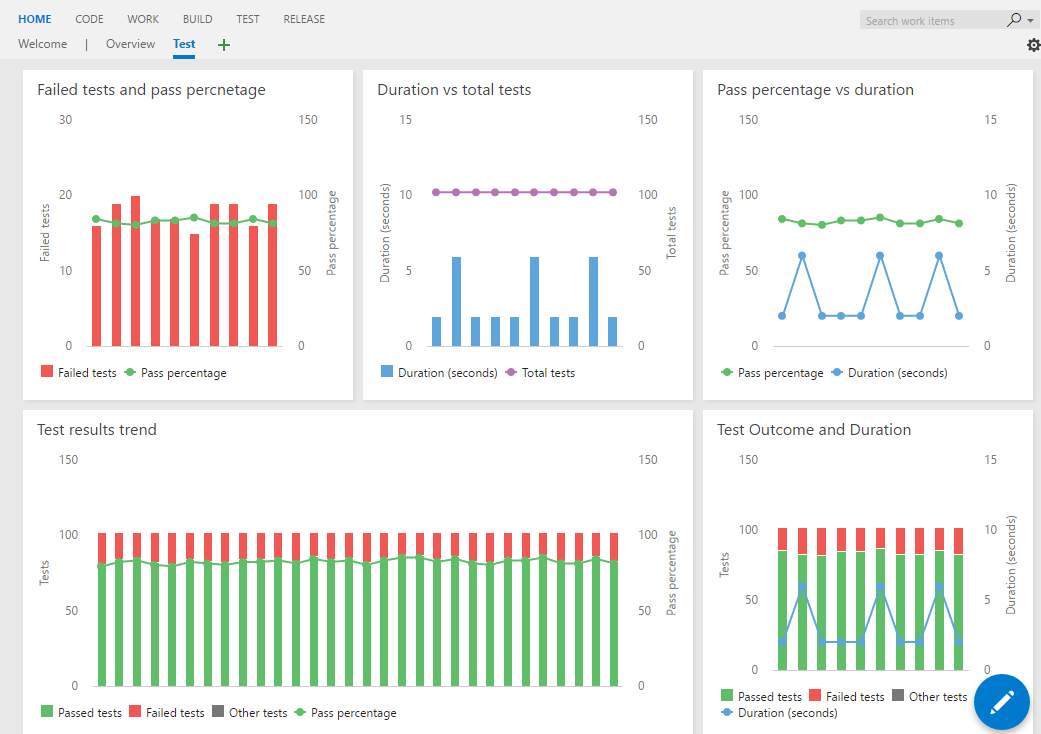 HOME CODE WORK BUILD TEST RELEASE Search work items
Welcome | Overview Test +
Failed tests and pass percnetage
30 150
20 100
10 50
0 0
Failed tests
Pass percentage
Failed tests Pass percentage
Duration vs total tests
15 150
10 100
5 50
0 0
Duration (seconds)
Total tests
Duration (seconds) Total tests
Pass percentage vs duration
150 15
100 10
50 5
0 0
Pass percentage
Duration (seconds)
Pass percentage Duration (seconds)
Test results trend
150 150
100 100
50 50
0 0
Tests
Pass percentage
Passed tests Failed tests Other tests Pass percentage
Test Outcome and Duration
150 15
100 10
50 5
0 0
Tests
Duration (seconds)
Passed tests Failed tests Other tests
Duration (seconds)